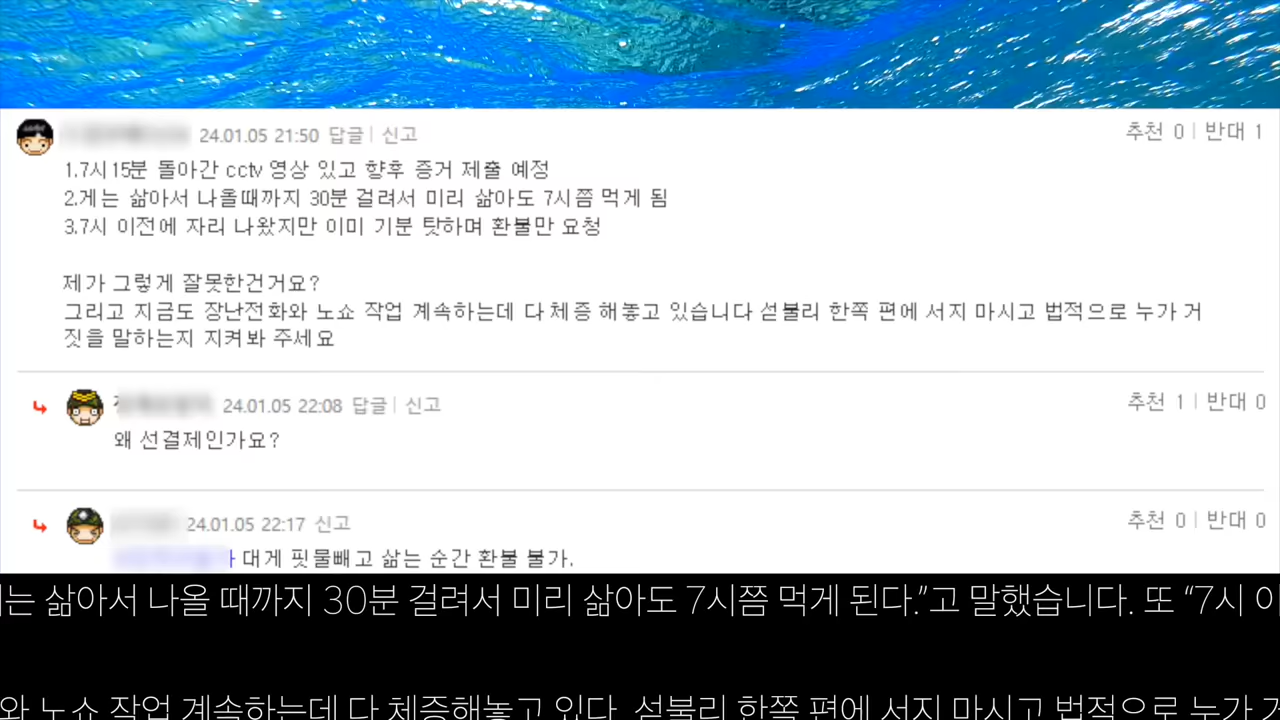 24.01.05 21:50 답글 | 신고
추천 0 | 반대 1
1.7시15분 돌아간 cctv 영상 있고 향후 증거 제출 예정
2.게는 삶아서 나올때까지 30분 걸려서 미리 삶아도 7시쯤 먹게 됨
3.7시 이전에 자리 나왔지만 이미 기분 탓하며 환불만 요청
제가 그렇게 잘못한건거요?
그리고 지금도 장난전화와 노쇼 작업 계속하는데 다 체증 해놓고 있습니다 섣불리 한쪽 편에 서지 마시고 법적으로 누가 거
짓을 말하는지 지켜봐 주세요
24.01.05 22:08 답글 | 신고
추천 1 | 반대 0
왜 선결제인가요?
24.01.05 22:17 신고
추천 0 | 반대 0
대게 핏물빼고 삶는 순간 환불 불가.
는 삶아서 나올 때까지 30분 걸려서 미리 삶아도 7시쯤 먹게 된다.”고 말했습니다. 또 “7시 이
와 노쇼 작업 계속하는데 다 체증해놓고 있다. 섣불리 한쪽 편에 서지 마시고 법적으로 누가